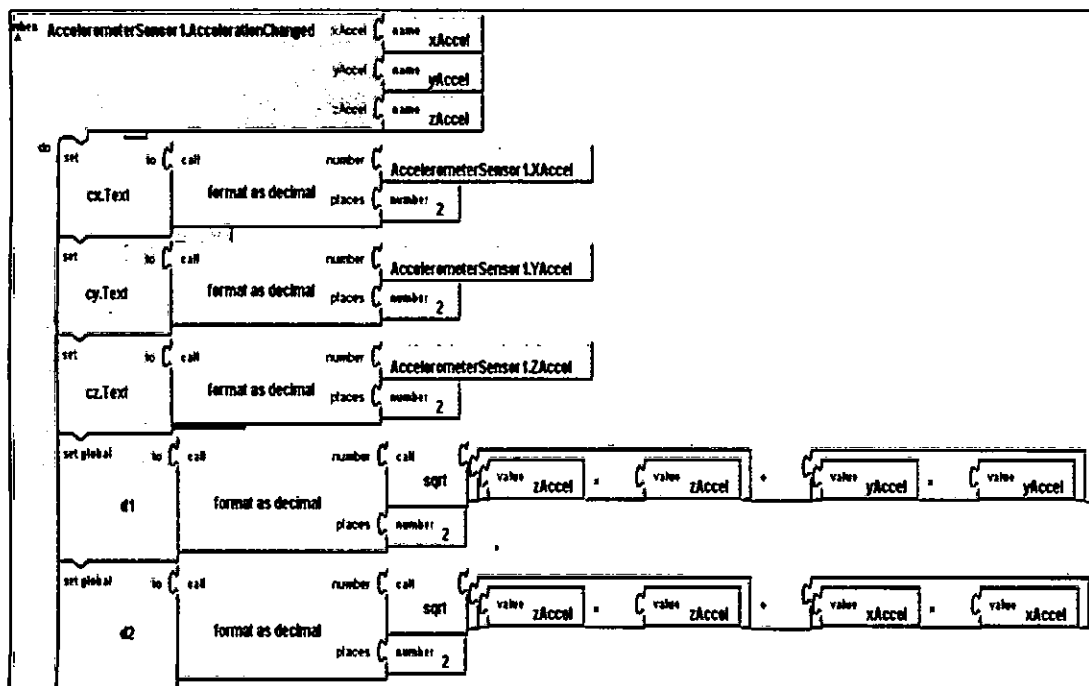 when AccelerometerSensor1.AccelerationChanged xAccel name xAccel
yAccel name yAccel
zAccel name zAccel
do
set to call number AccelerometerSensor1.XAccel
cx.Text format as decimal places number 2
set to call number AccelerometerSensor1.YAccel
cy.Text format as decimal places number 2
set to call number AccelerometerSensor1.ZAccel
cz.Text format as decimal places number 2
set global to call number call sqrt value zAccel × value zAccel + value yAccel × value yAccel
d1 format as decimal places number 2
set global to call number call sqrt value zAccel × value zAccel + value xAccel × value xAccel
d2 format as decimal places number 2